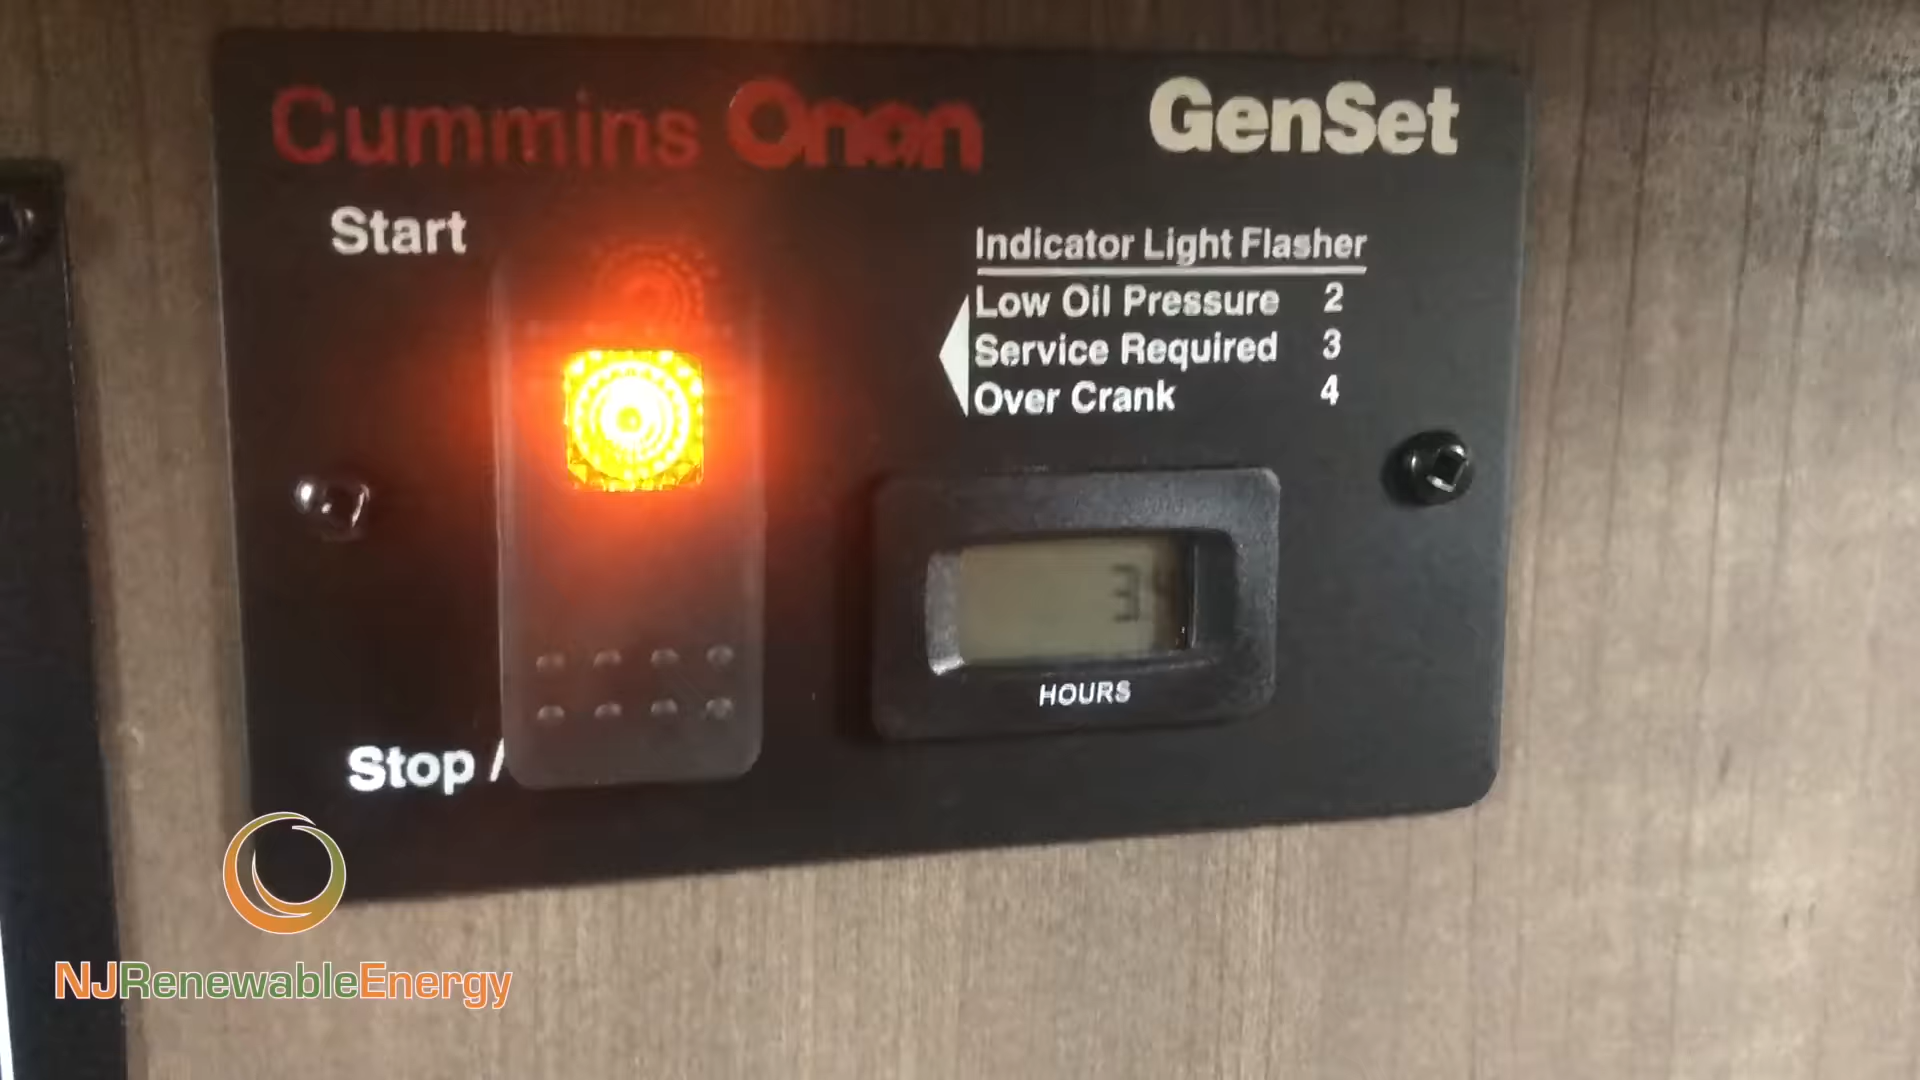 Cummins Onan
GenSet
Start
Indicator Light Flasher
Low Oil Pressure 2
Service Required 3
Over Crank 4
HOURS
Stop /
NJRenewableEnergy